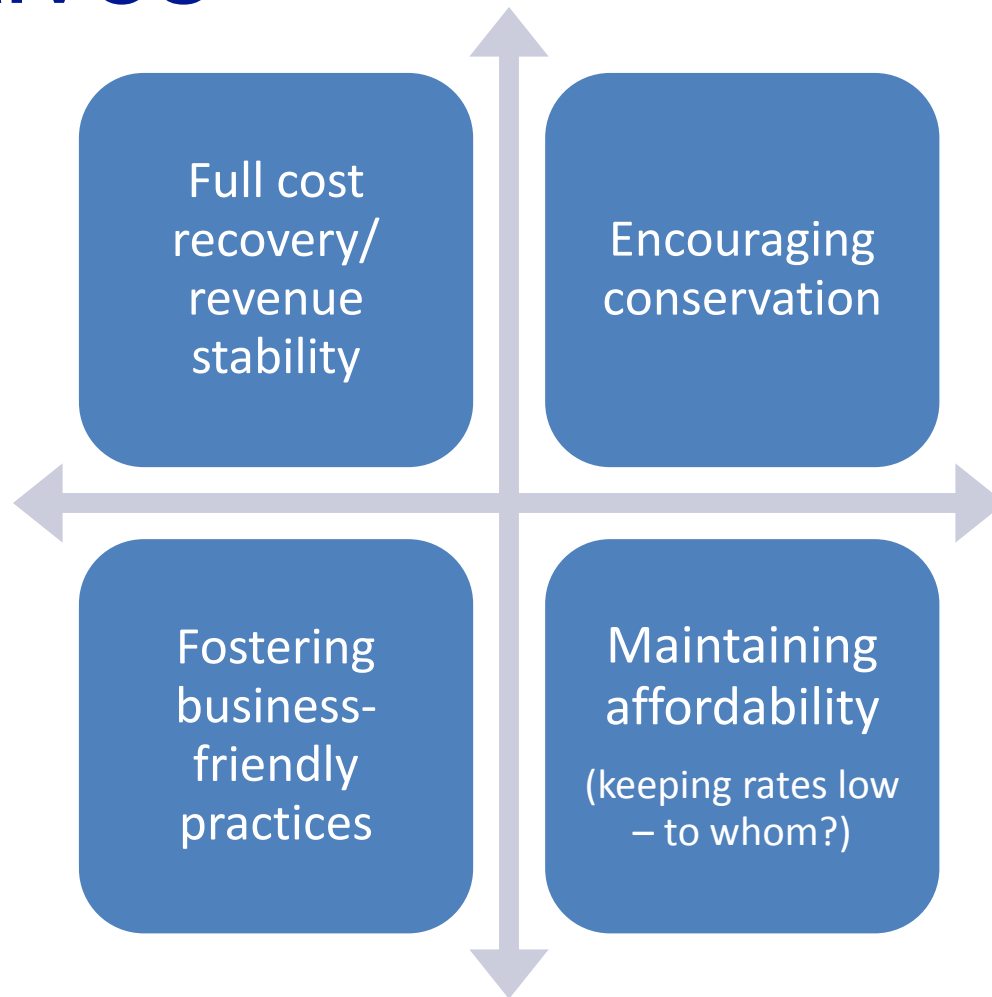 Full cost
recovery/
revenue
stability
Encouraging
conservation
Fostering
business-
friendly
practices
Maintaining
affordability
(keeping rates low
– to whom?)